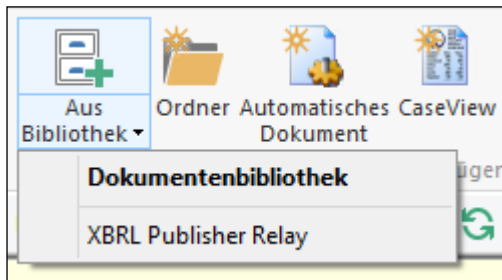 Aus Bibliothek
Ordner
Automatisches Dokument
CaseView
Dokumentenbibliothek
XBRL Publisher Relay